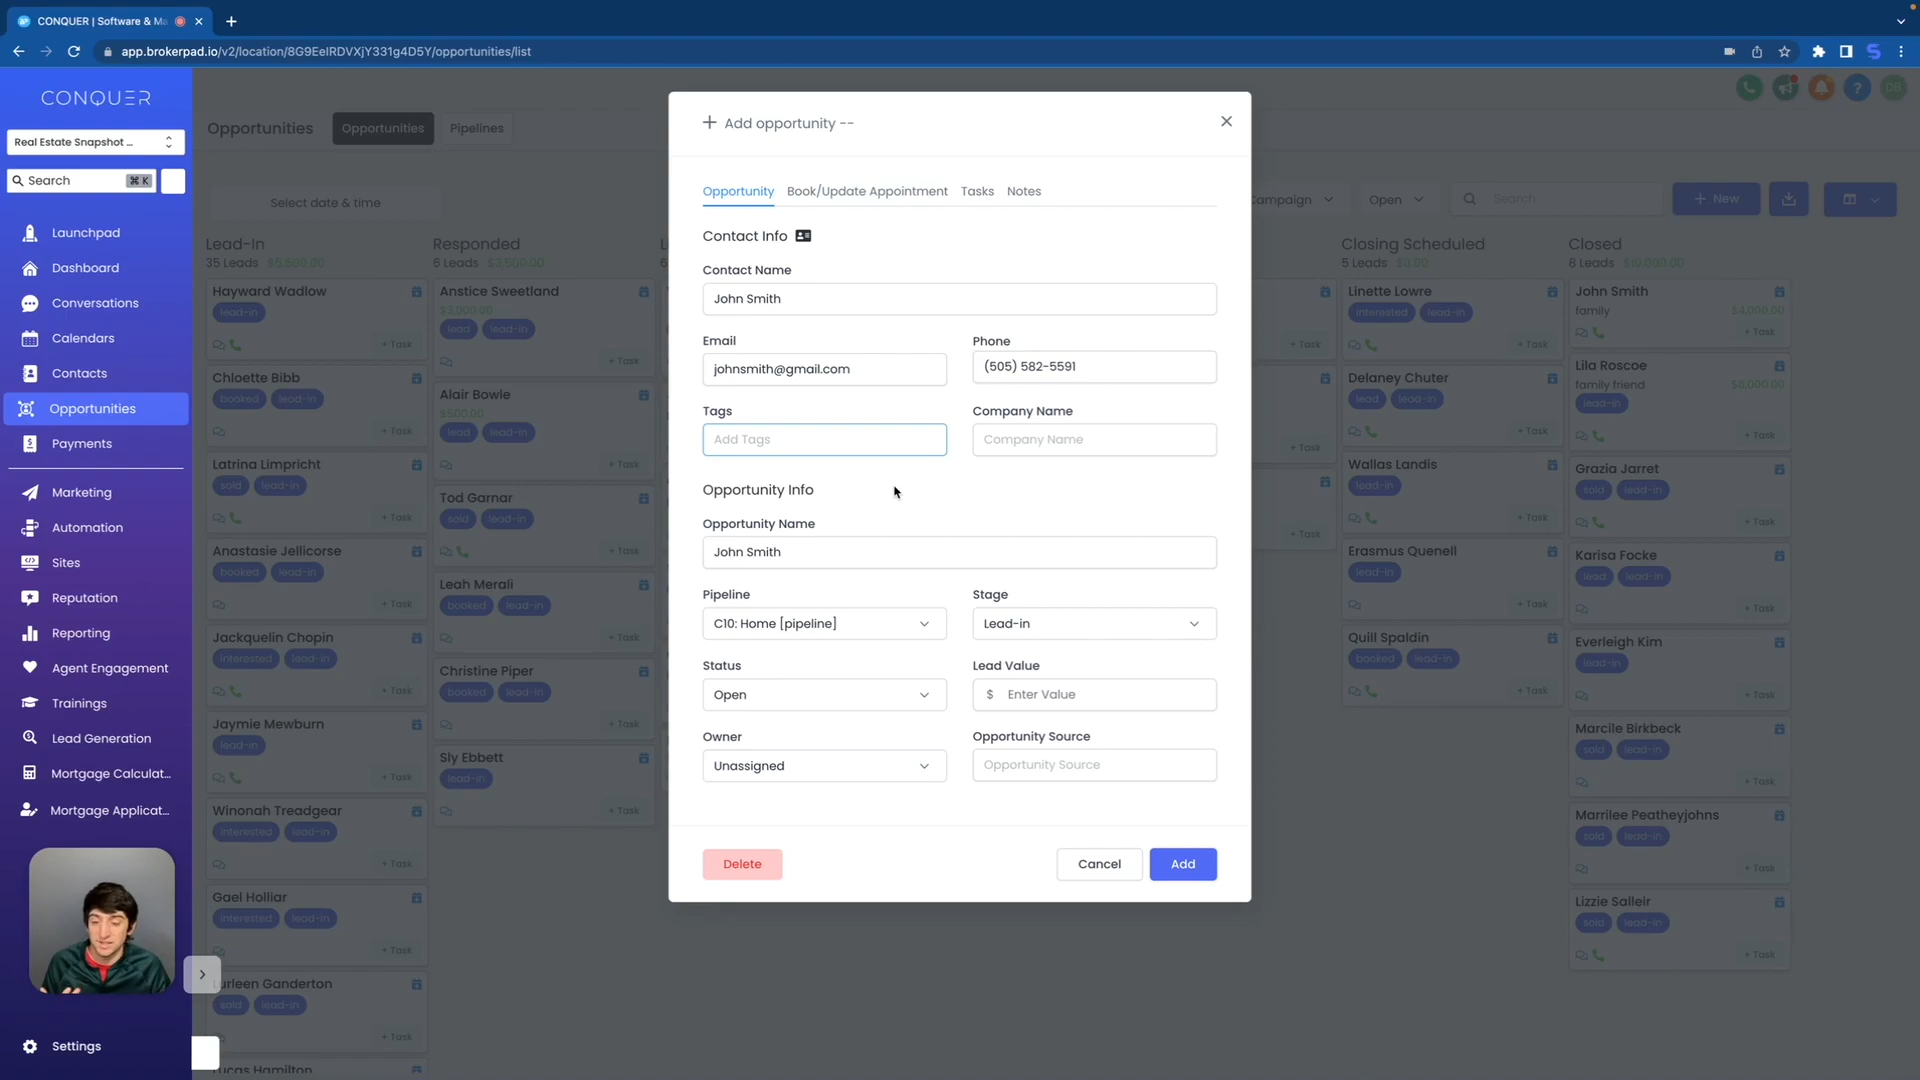 CONQUER | Software & Ma
app.brokerpad.io/v2/location/8G9EelRDVXjY331g4D5Y/opportunities/list
CONQUER
Real Estate Snapshot ...
Search
⌘ K
Launchpad
Dashboard
Conversations
Calendars
Contacts
Opportunities
Payments
Marketing
Automation
Sites
Reputation
Reporting
Agent Engagement
Trainings
Lead Generation
Mortgage Calculat...
Mortgage Applicat...
Settings
Opportunities
Opportunities
Pipelines
DB
Select date & time
Campaign
Open
Search
+ New
Lead-In
35 Leads $5,500.00
Hayward Wadlow
lead-in
+ Task
Chloette Bibb
booked lead-in
+ Task
Latrina Limpricht
sold lead-in
+ Task
Anastasie Jellicorse
booked lead-in
+ Task
Jackquelin Chopin
interested lead-in
+ Task
Jaymie Mewburn
lead-in
+ Task
Winonah Treadgear
interested lead-in
+ Task
Gael Holliar
interested lead-in
+ Task
urleen Ganderton
sold lead-in
+ Task
Lucas Hamilton
Responded
6 Leads $3,500.00
Anstice Sweetland
$3,000.00
lead lead-in
+ Task
Alair Bowle
$500.00
lead lead-in
+ Task
Tod Garnar
sold lead-in
+ Task
Leah Merali
booked lead-in
+ Task
Christine Piper
booked lead-in
+ Task
Sly Ebbett
lead-in
+ Task
+ Add opportunity --
Opportunity
Book/Update Appointment
Tasks
Notes
Contact Info
Contact Name
John Smith
Email
johnsmith@gmail.com
Phone
(505) 582-5591
Tags
Add Tags
Company Name
Company Name
Opportunity Info
Opportunity Name
John Smith
Pipeline
C10: Home [pipeline]
Stage
Lead-in
Status
Open
Lead Value
$ Enter Value
Owner
Unassigned
Opportunity Source
Opportunity Source
Delete
Cancel
Add
+ Task
+ Task
+ Task
Closing Scheduled
5 Leads $0.00
Linette Lowre
interested lead-in
+ Task
Delaney Chuter
lead lead-in
+ Task
Wallas Landis
lead-in
+ Task
Erasmus Quenell
lead-in
+ Task
Quill Spaldin
booked lead-in
+ Task
Closed
8 Leads $10,000.00
John Smith
family
$4,000.00
+ Task
Lila Roscoe
family friend
$6,000.00
lead-in
+ Task
Grazia Jarret
sold lead-in
+ Task
Karisa Focke
lead lead-in
+ Task
Everleigh Kim
lead-in
+ Task
Marcile Birkbeck
sold lead-in
+ Task
Marrilee Peatheyjohns
sold lead-in
+ Task
Lizzie Salleir
sold lead-in
+ Task